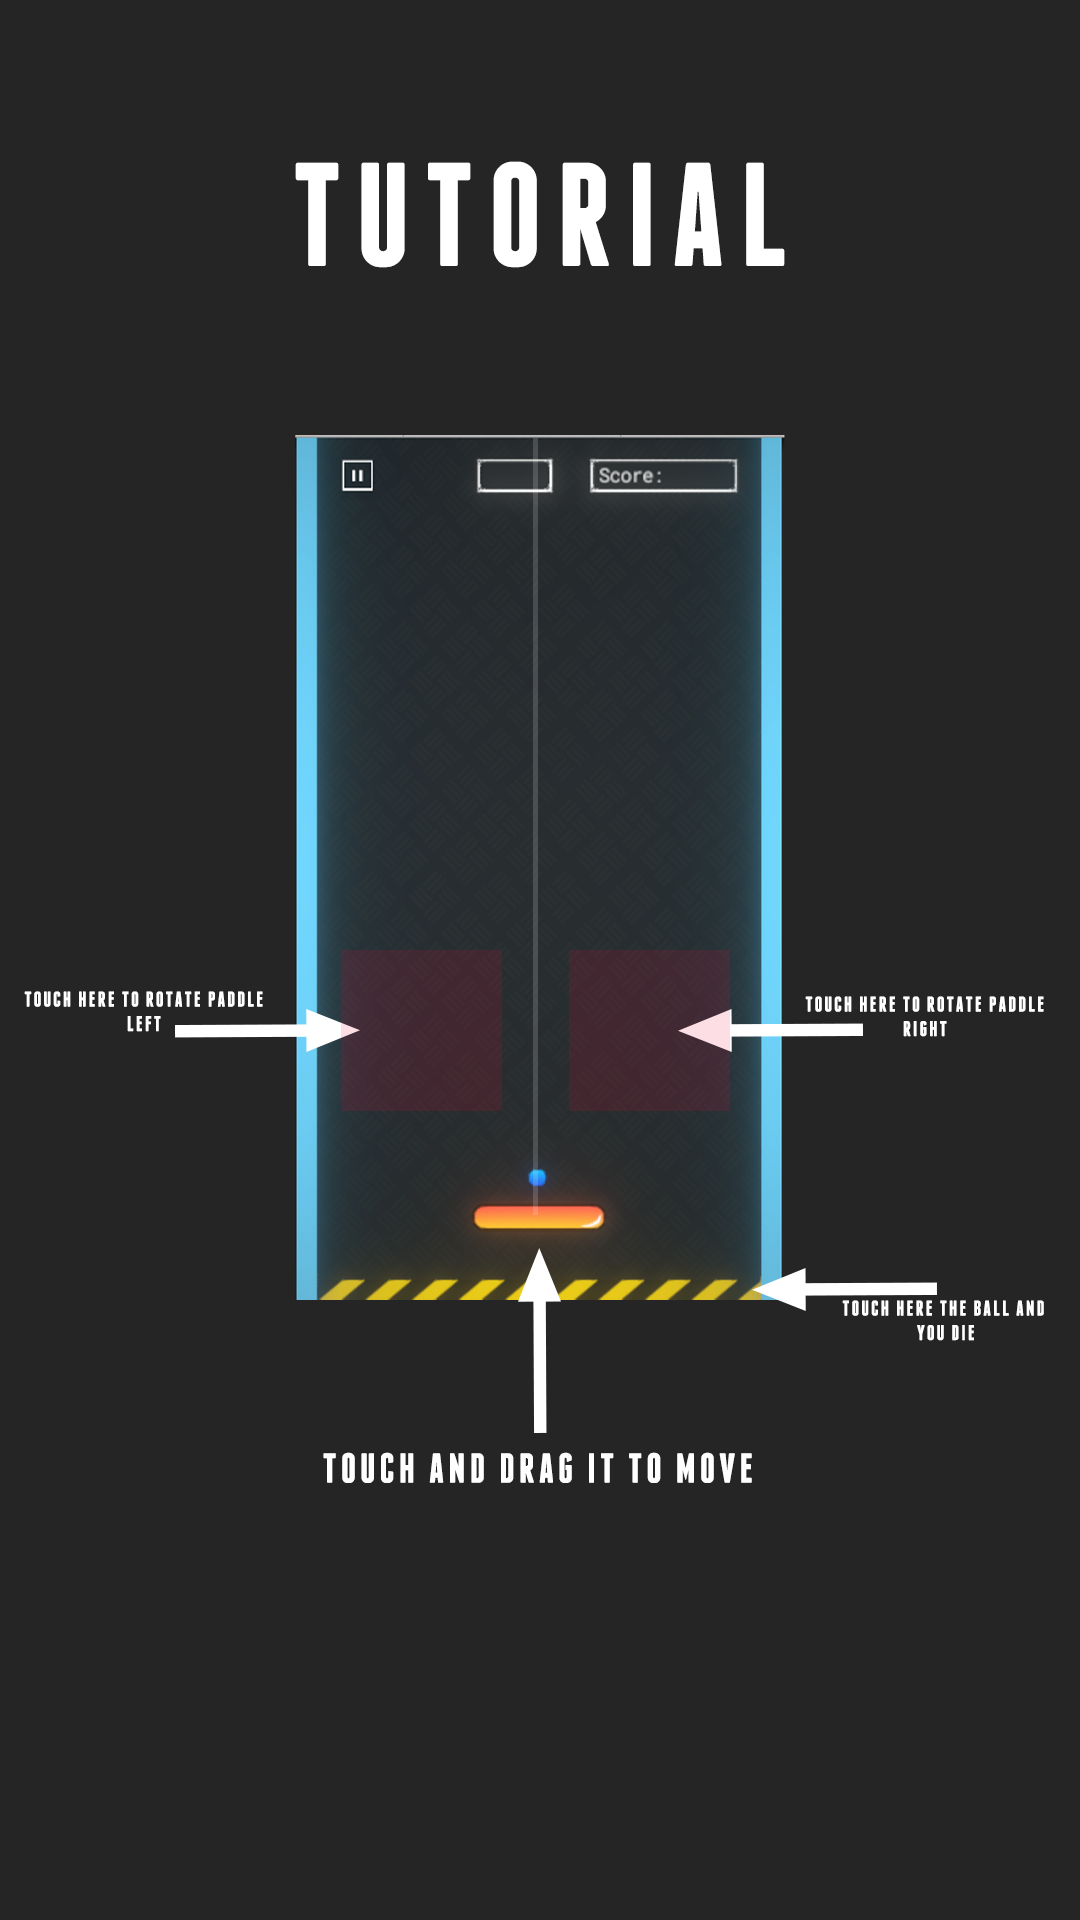 TUTORIAL
Score:
TOUCH HERE TO ROTATE PADDLE
LEFT
TOUCH HERE TO ROTATE PADDLE
RIGHT
TOUCH HERE THE BALL AND
YOU DIE
TOUCH AND DRAG IT TO MOVE